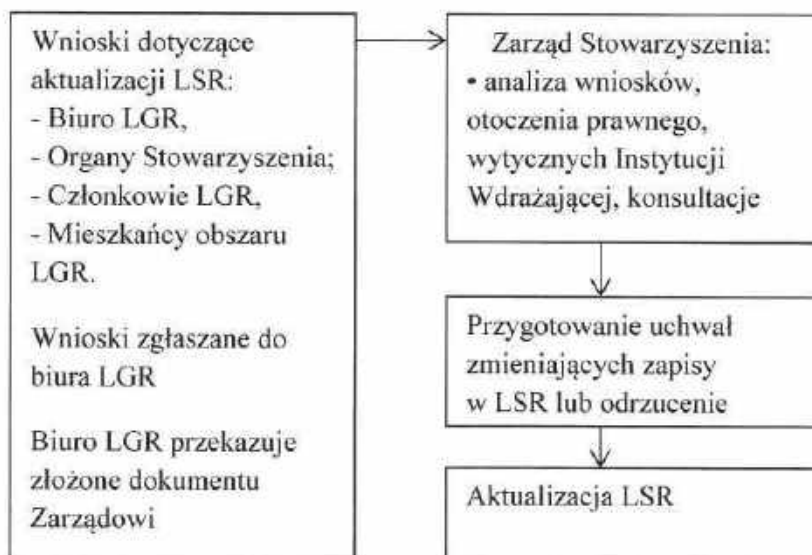 Wnioski dotyczące
aktualizacji LSR:
- Biuro LGR,
- Organy Stowarzyszenia;
- Członkowie LGR,
- Mieszkańcy obszaru
LGR.
Wnioski zgłaszane do
biura LGR
Biuro LGR przekazuje
złożone dokumentu
Zarządowi
Zarząd Stowarzyszenia:
• analiza wniosków,
otoczenia prawnego,
wytycznych Instytucji
Wdrażającej, konsultacje
Przygotowanie uchwał
zmieniających zapisy
w LSR lub odrzucenie
Aktualizacja LSR